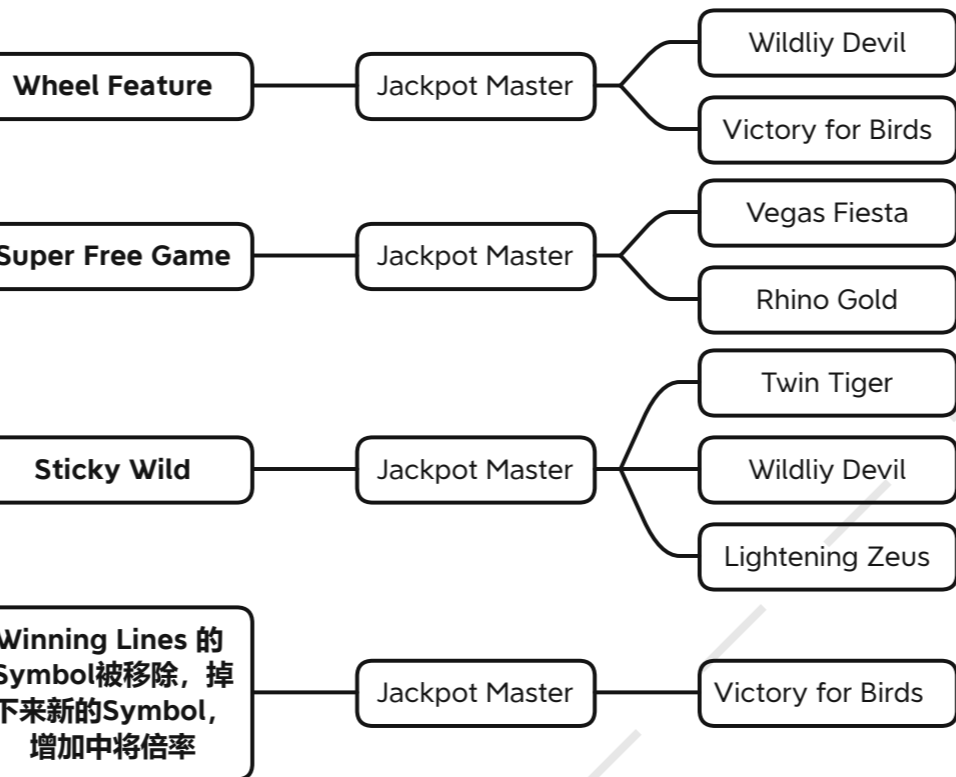 Wheel Feature
Jackpot Master
Wildliy Devil
Victory for Birds
Super Free Game
Jackpot Master
Vegas Fiesta
Rhino Gold
Sticky Wild
Jackpot Master
Twin Tiger
Wildliy Devil
Lightening Zeus
Winning Lines 的
Symbol被移除，掉
下来新的Symbol，
增加中将倍率
Jackpot Master
Victory for Birds